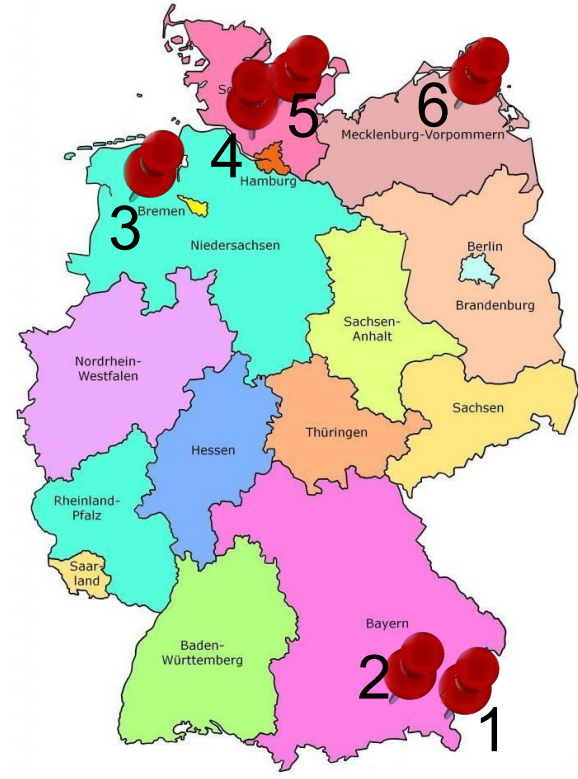 Sc
5
6
4
Mecklenburg-Vorpommern
Hamburg
3
Bremen
Niedersachsen
Berlin
Brandenburg
Sachsen-
Anhalt
Nordrhein-
Westfalen
Sachsen
Thüringen
Hessen
Rheinland-
Pfalz
Saar-
land
Bayern
Baden-
Württemberg
2
1